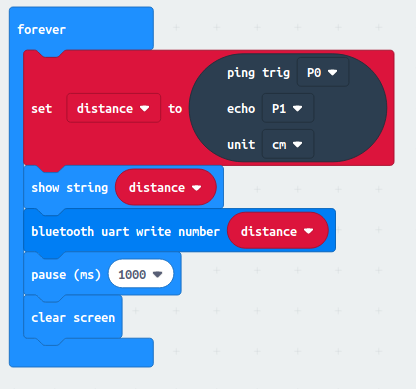 forever
ping trig P0
set distance to echo P1
unit cm
show string distance
bluetooth uart write number distance
pause (ms) 1000
clear screen